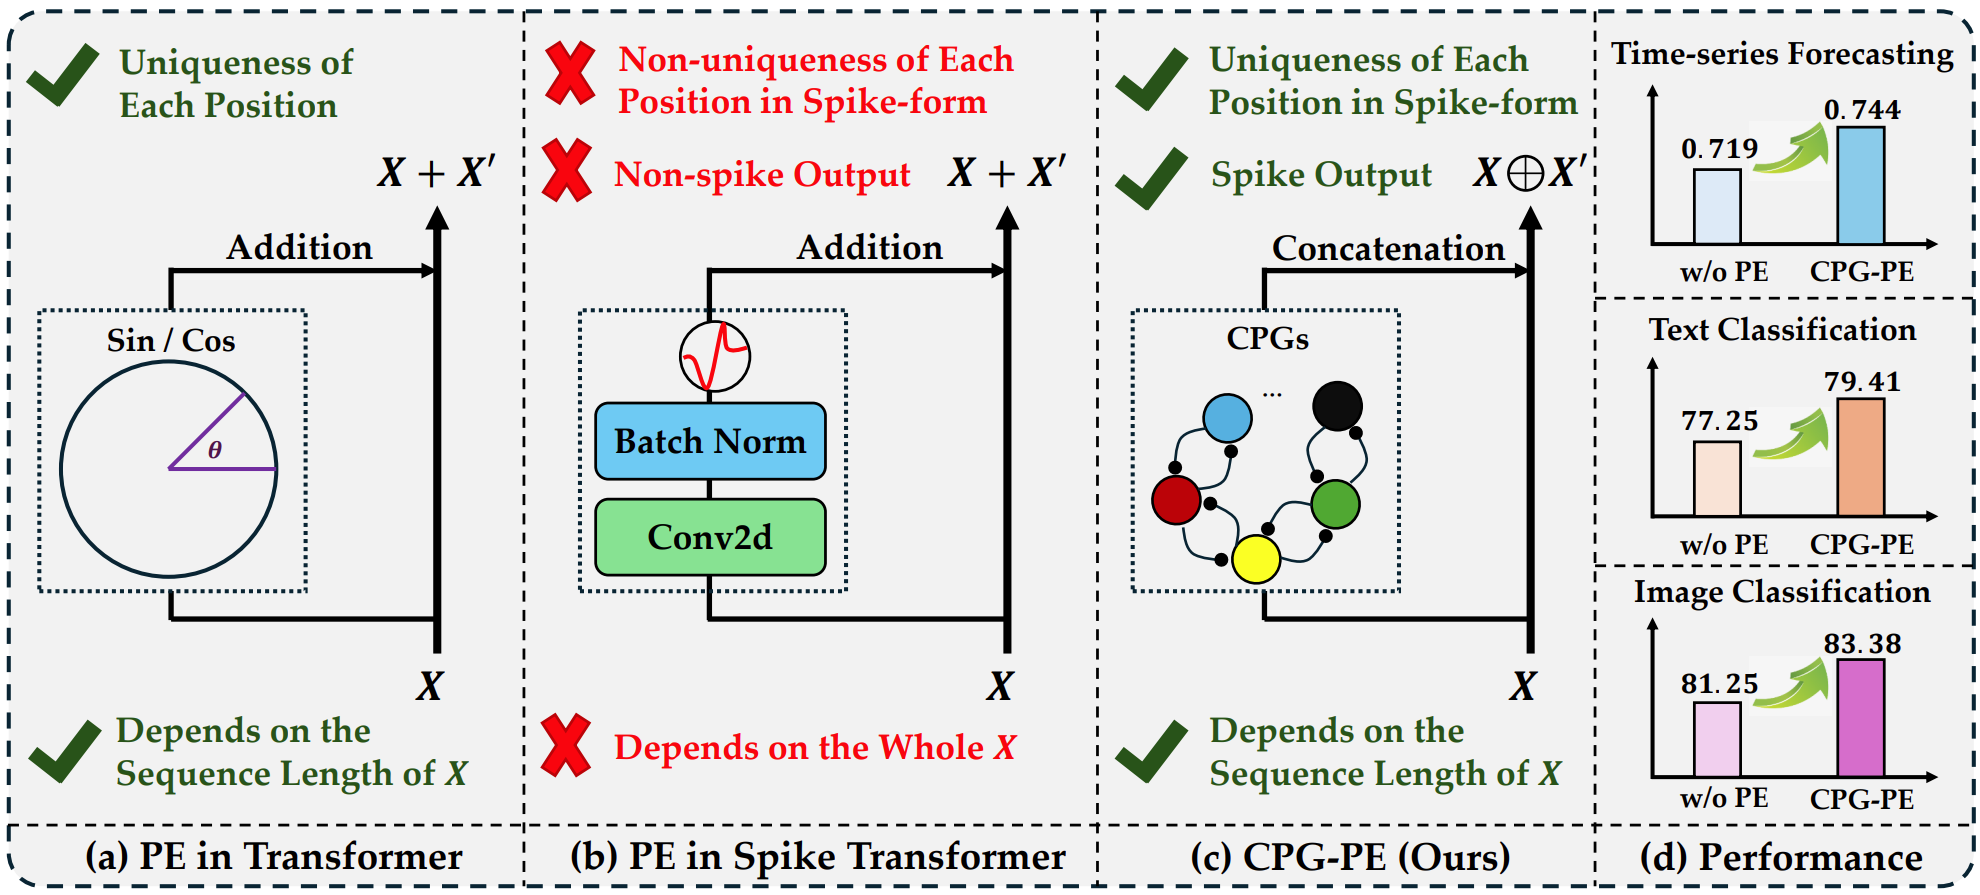 Uniqueness of
Each Position
X + X′
Addition
Sin / Cos
θ
X
Depends on the
Sequence Length of X
(a) PE in Transformer
Non-uniqueness of Each
Position in Spike-form
Non-spike Output
X + X′
Addition
Batch Norm
Conv2d
X
Depends on the Whole X
(b) PE in Spike Transformer
Uniqueness of Each
Position in Spike-form
Spike Output
X⊕X′
Concatenation
CPGs
...
X
Depends on the
Sequence Length of X
(c) CPG-PE (Ours)
Time-series Forecasting
0.744
0.719
w/o PE CPG-PE
Text Classification
79.41
77.25
w/o PE CPG-PE
Image Classification
83.38
81.25
w/o PE CPG-PE
(d) Performance